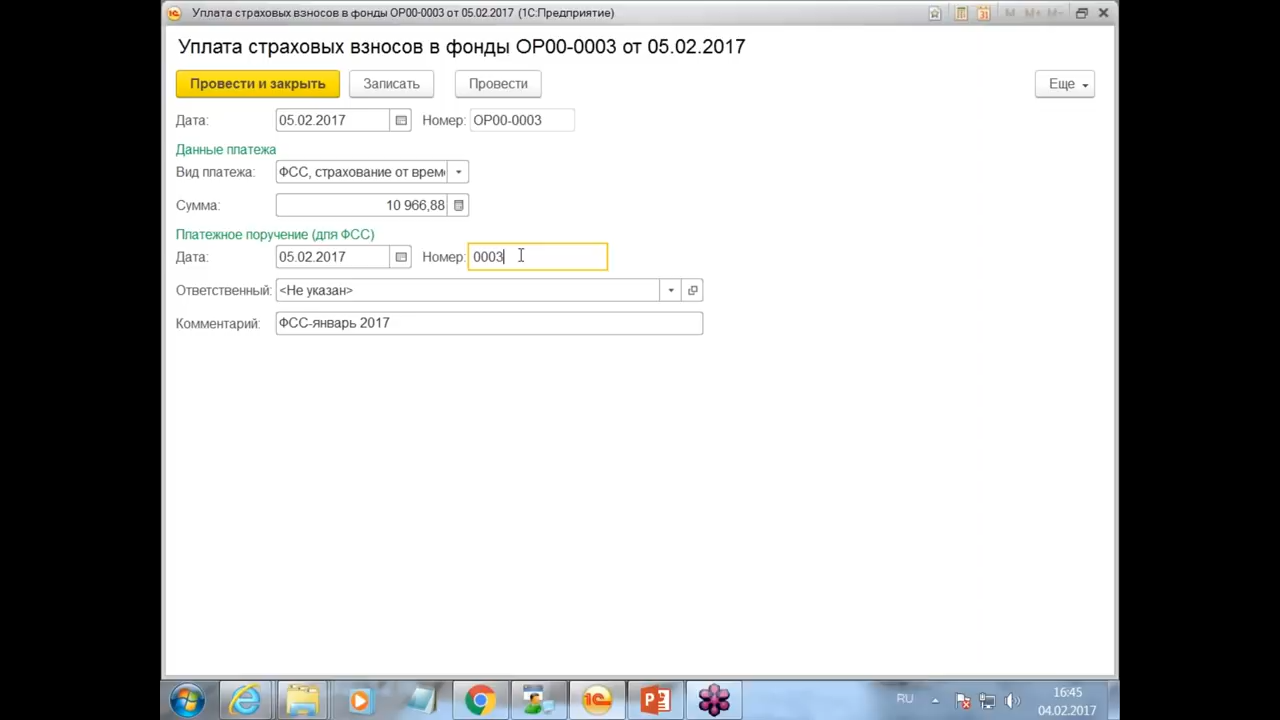 Уплата страховых взносов в фонды ОР00-0003 от 05.02.2017 (1С:Предприятие)
M M+ M-
Уплата страховых взносов в фонды ОР00-0003 от 05.02.2017
Провести и закрыть Записать Провести Еще
Дата: 05.02.2017 Номер: ОР00-0003
Данные платежа
Вид платежа: ФСС, страхование от врем
Сумма: 10 966,88
Платежное поручение (для ФСС)
Дата: 05.02.2017 Номер: 0003
Ответственный: <Не указан>
Комментарий: ФСС-январь 2017
RU 16:45
04.02.2017